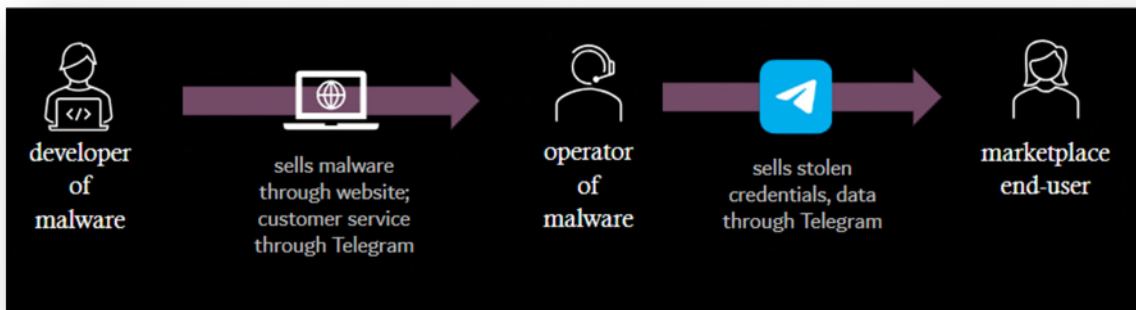 </>
developer
of
malware
sells malware
through website;
customer service
through Telegram
operator
of
malware
sells stolen
credentials, data
through Telegram
marketplace
end-user